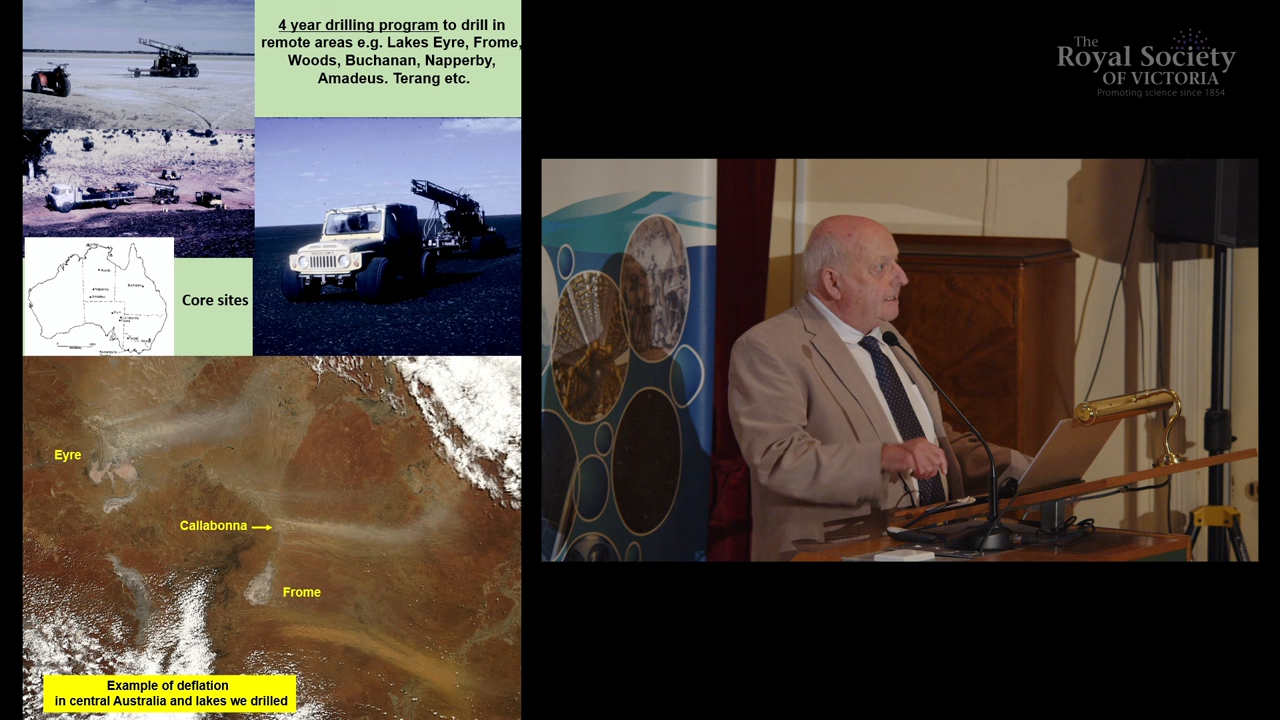 4 year drilling program to drill in
remote areas e.g. Lakes Eyre, Frome,
Woods, Buchanan, Napperby,
Amadeus. Terang etc.
Core sites
Eyre
Callabonna
Frome
Example of deflation
in central Australia and lakes we drilled
The
Royal Society
OF VICTORIA
Promoting science since 1854